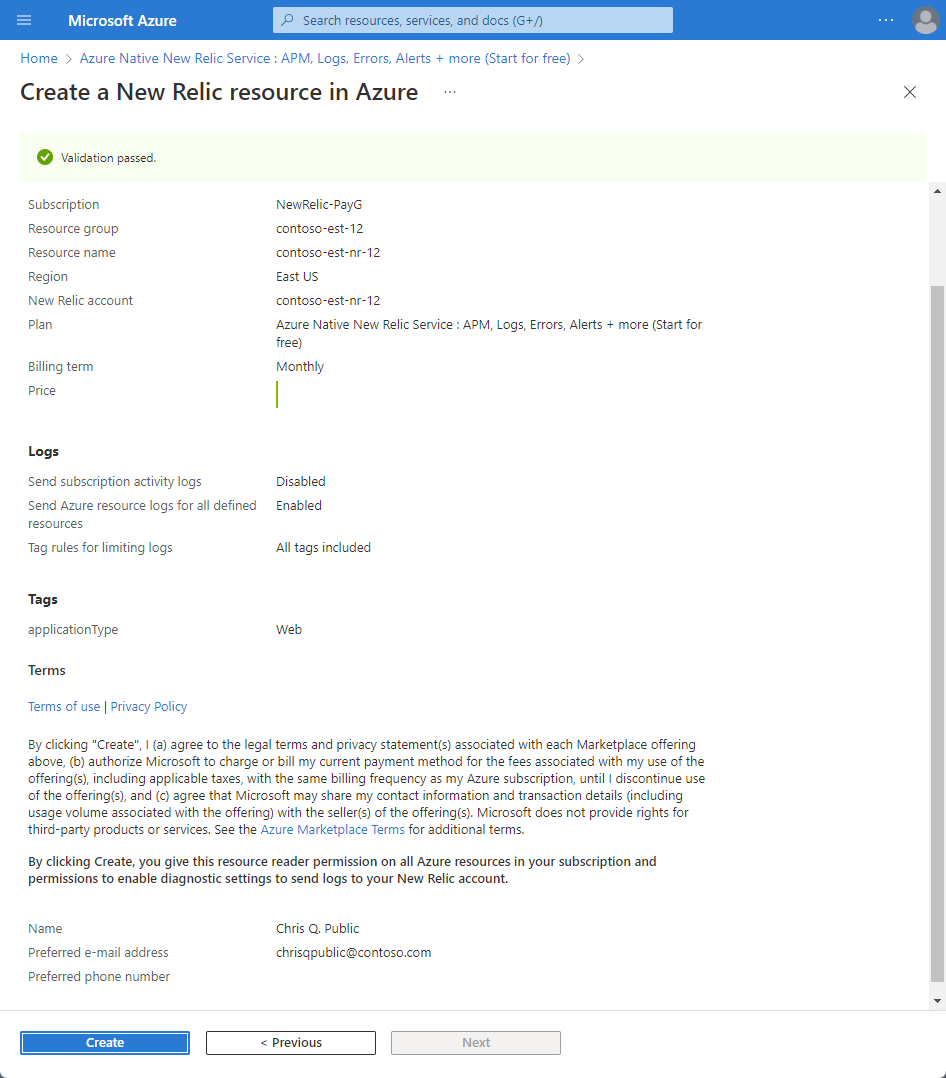 Microsoft Azure
Search resources, services, and docs (G+/)
Home > Azure Native New Relic Service : APM, Logs, Errors, Alerts + more (Start for free) >
Create a New Relic resource in Azure ...
Validation passed.
Subscription NewRelic-PayG
Resource group contoso-est-12
Resource name contoso-est-nr-12
Region East US
New Relic account contoso-est-nr-12
Plan Azure Native New Relic Service : APM, Logs, Errors, Alerts + more (Start for
free)
Billing term Monthly
Price
Logs
Send subscription activity logs Disabled
Send Azure resource logs for all defined Enabled
resources
Tag rules for limiting logs All tags included
Tags
applicationType Web
Terms
Terms of use | Privacy Policy
By clicking "Create", I (a) agree to the legal terms and privacy statement(s) associated with each Marketplace offering
above, (b) authorize Microsoft to charge or bill my current payment method for the fees associated with my use of the
offering(s), including applicable taxes, with the same billing frequency as my Azure subscription, until I discontinue use
of the offering(s), and (c) agree that Microsoft may share my contact information and transaction details (including
usage volume associated with the offering) with the seller(s) of the offering(s). Microsoft does not provide rights for
third-party products or services. See the Azure Marketplace Terms for additional terms.
By clicking Create, you give this resource reader permission on all Azure resources in your subscription and
permissions to enable diagnostic settings to send logs to your New Relic account.
Name Chris Q. Public
Preferred e-mail address chrisqpublic@contoso.com
Preferred phone number
Create < Previous Next